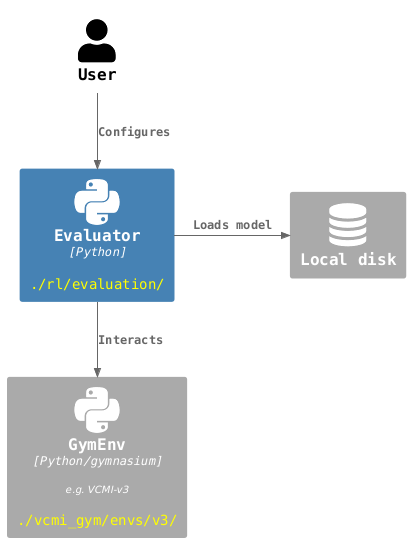 User
Configures
Evaluator
[Python]
./rl/evaluation/
Loads model
Local disk
Interacts
GymEnv
[Python/gymnasium]
e.g. VCMI-v3
./vcmi_gym/envs/v3/